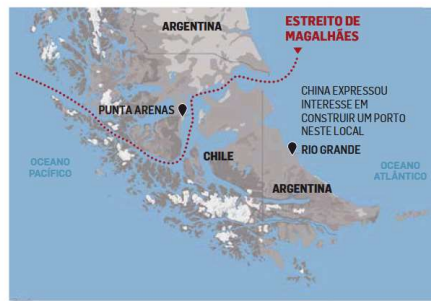 ARGENTINA
ESTREITO DE
MAGALHÃES
PUNTA ARENAS
CHINA EXPRESSOU
INTERESSE EM
CONSTRUIR UM PORTO
NESTE LOCAL
RIO GRANDE
CHILE
OCEANO
PACÍFICO
OCEANO
ATLÂNTICO
ARGENTINA